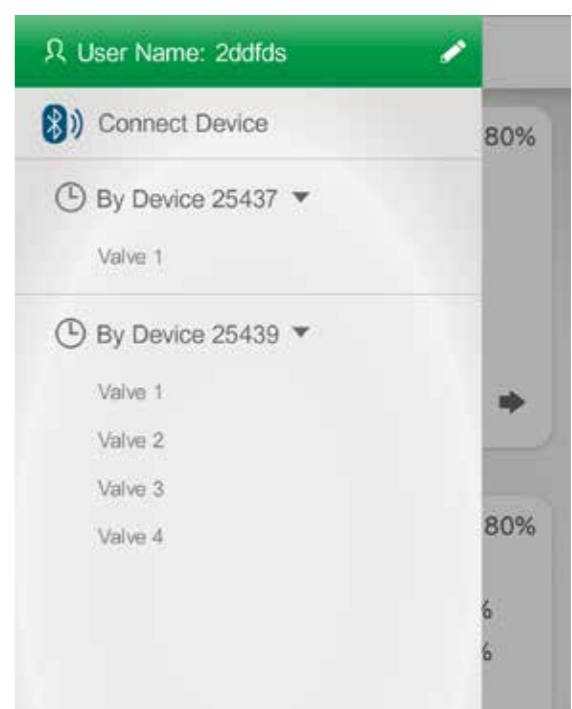 User Name: 2ddfds
Connect Device
80%
By Device 25437
Valve 1
By Device 25439
Valve 1
Valve 2
Valve 3
Valve 4
80%
%
%